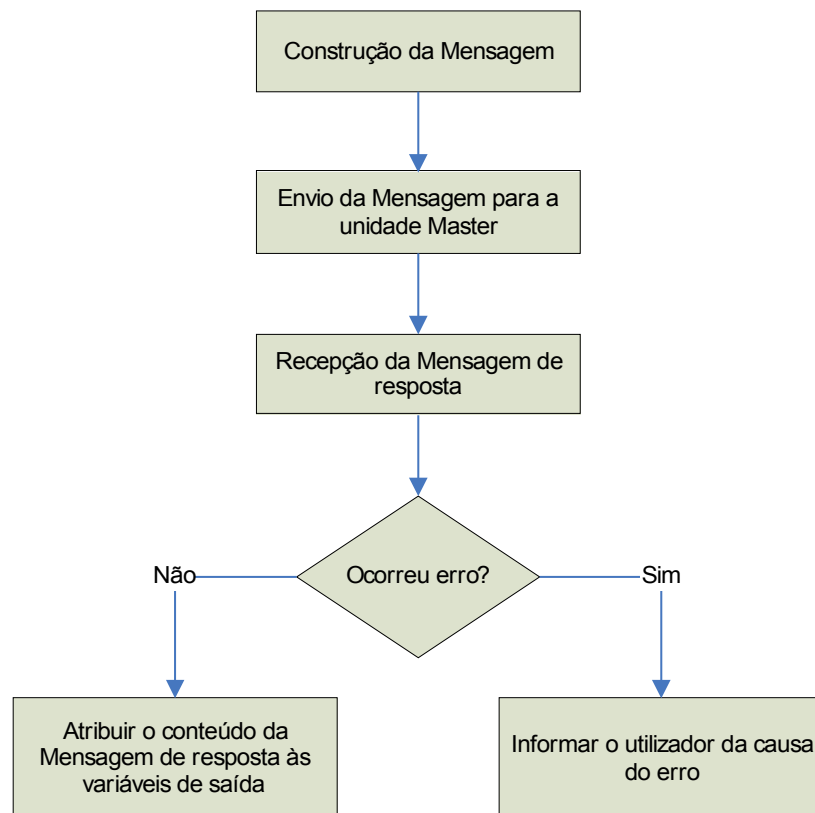 Construção da Mensagem
Envio da Mensagem para a
unidade Master
Recepção da Mensagem de
resposta
Ocorreu erro?
Não
Sim
Atribuir o conteúdo da
Mensagem de resposta às
variáveis de saída
Informar o utilizador da causa
do erro